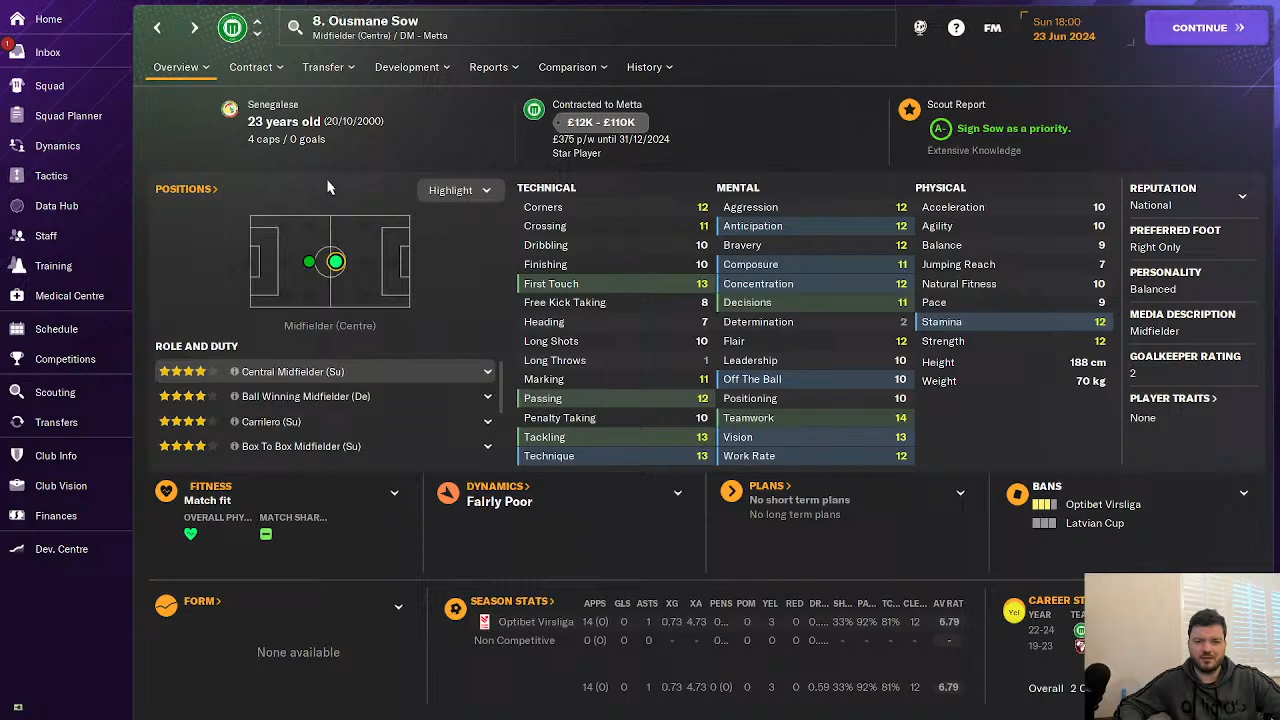 Home
1
Inbox
Squad
Squad Planner
Dynamics
Tactics
Data Hub
Staff
Training
Medical Centre
Schedule
Competitions
Scouting
Transfers
Club Info
Club Vision
Finances
Dev. Centre
8. Ousmane Sow
Midfielder (Centre) / DM - Metta
?
FM
Sun 18:00
23 Jun 2024
CONTINUE
Overview
Contract
Transfer
Development
Reports
Comparison
History
Senegalese
23 years old (20/10/2000)
4 caps / 0 goals
Contracted to Metta
£12K - £110K
£375 p/w until 31/12/2024
Star Player
Scout Report
A- Sign Sow as a priority.
Extensive Knowledge
POSITIONS
Highlight
Midfielder (Centre)
ROLE AND DUTY
Central Midfielder (Su)
Ball Winning Midfielder (De)
Carrilero (Su)
Box To Box Midfielder (Su)
TECHNICAL
Corners 12
Crossing 11
Dribbling 10
Finishing 10
First Touch 13
Free Kick Taking 8
Heading 7
Long Shots 10
Long Throws 1
Marking 11
Passing 12
Penalty Taking 10
Tackling 13
Technique 13
MENTAL
Aggression 12
Anticipation 12
Bravery 12
Composure 11
Concentration 12
Decisions 11
Determination 2
Flair 12
Leadership 10
Off The Ball 10
Positioning 10
Teamwork 14
Vision 13
Work Rate 12
PHYSICAL
Acceleration 10
Agility 10
Balance 9
Jumping Reach 7
Natural Fitness 10
Pace 9
Stamina 12
Strength 12
Height 188 cm
Weight 70 kg
REPUTATION
National
PREFERRED FOOT
Right Only
PERSONALITY
Balanced
MEDIA DESCRIPTION
Midfielder
GOALKEEPER RATING
2
PLAYER TRAITS
None
FITNESS
Match fit
OVERALL PHY... MATCH SHAR...
DYNAMICS
Fairly Poor
PLANS
No short term plans
No long term plans
BANS
Optibet Virsliga
Latvian Cup
FORM
None available
SEASON STATS APPS GLS ASTS XG XA PENS POM YEL RED DR... SH... PA... TC... CLE... AV RAT
Optibet Virsliga 14 (0) 0 1 0.73 4.73 0... 0 3 0 0.... 33% 92% 81% 12 6.79
Non Competitive 0 (0) 0 0 - - 0... 0 0 0 - - - - - -
14 (0) 0 1 0.73 4.73 0 (0) 0 3 0 0.59 33% 92% 81% 12 6.79
Yel
CAREER ST
YEAR TEA
22-24
19-23
Overall 2 C